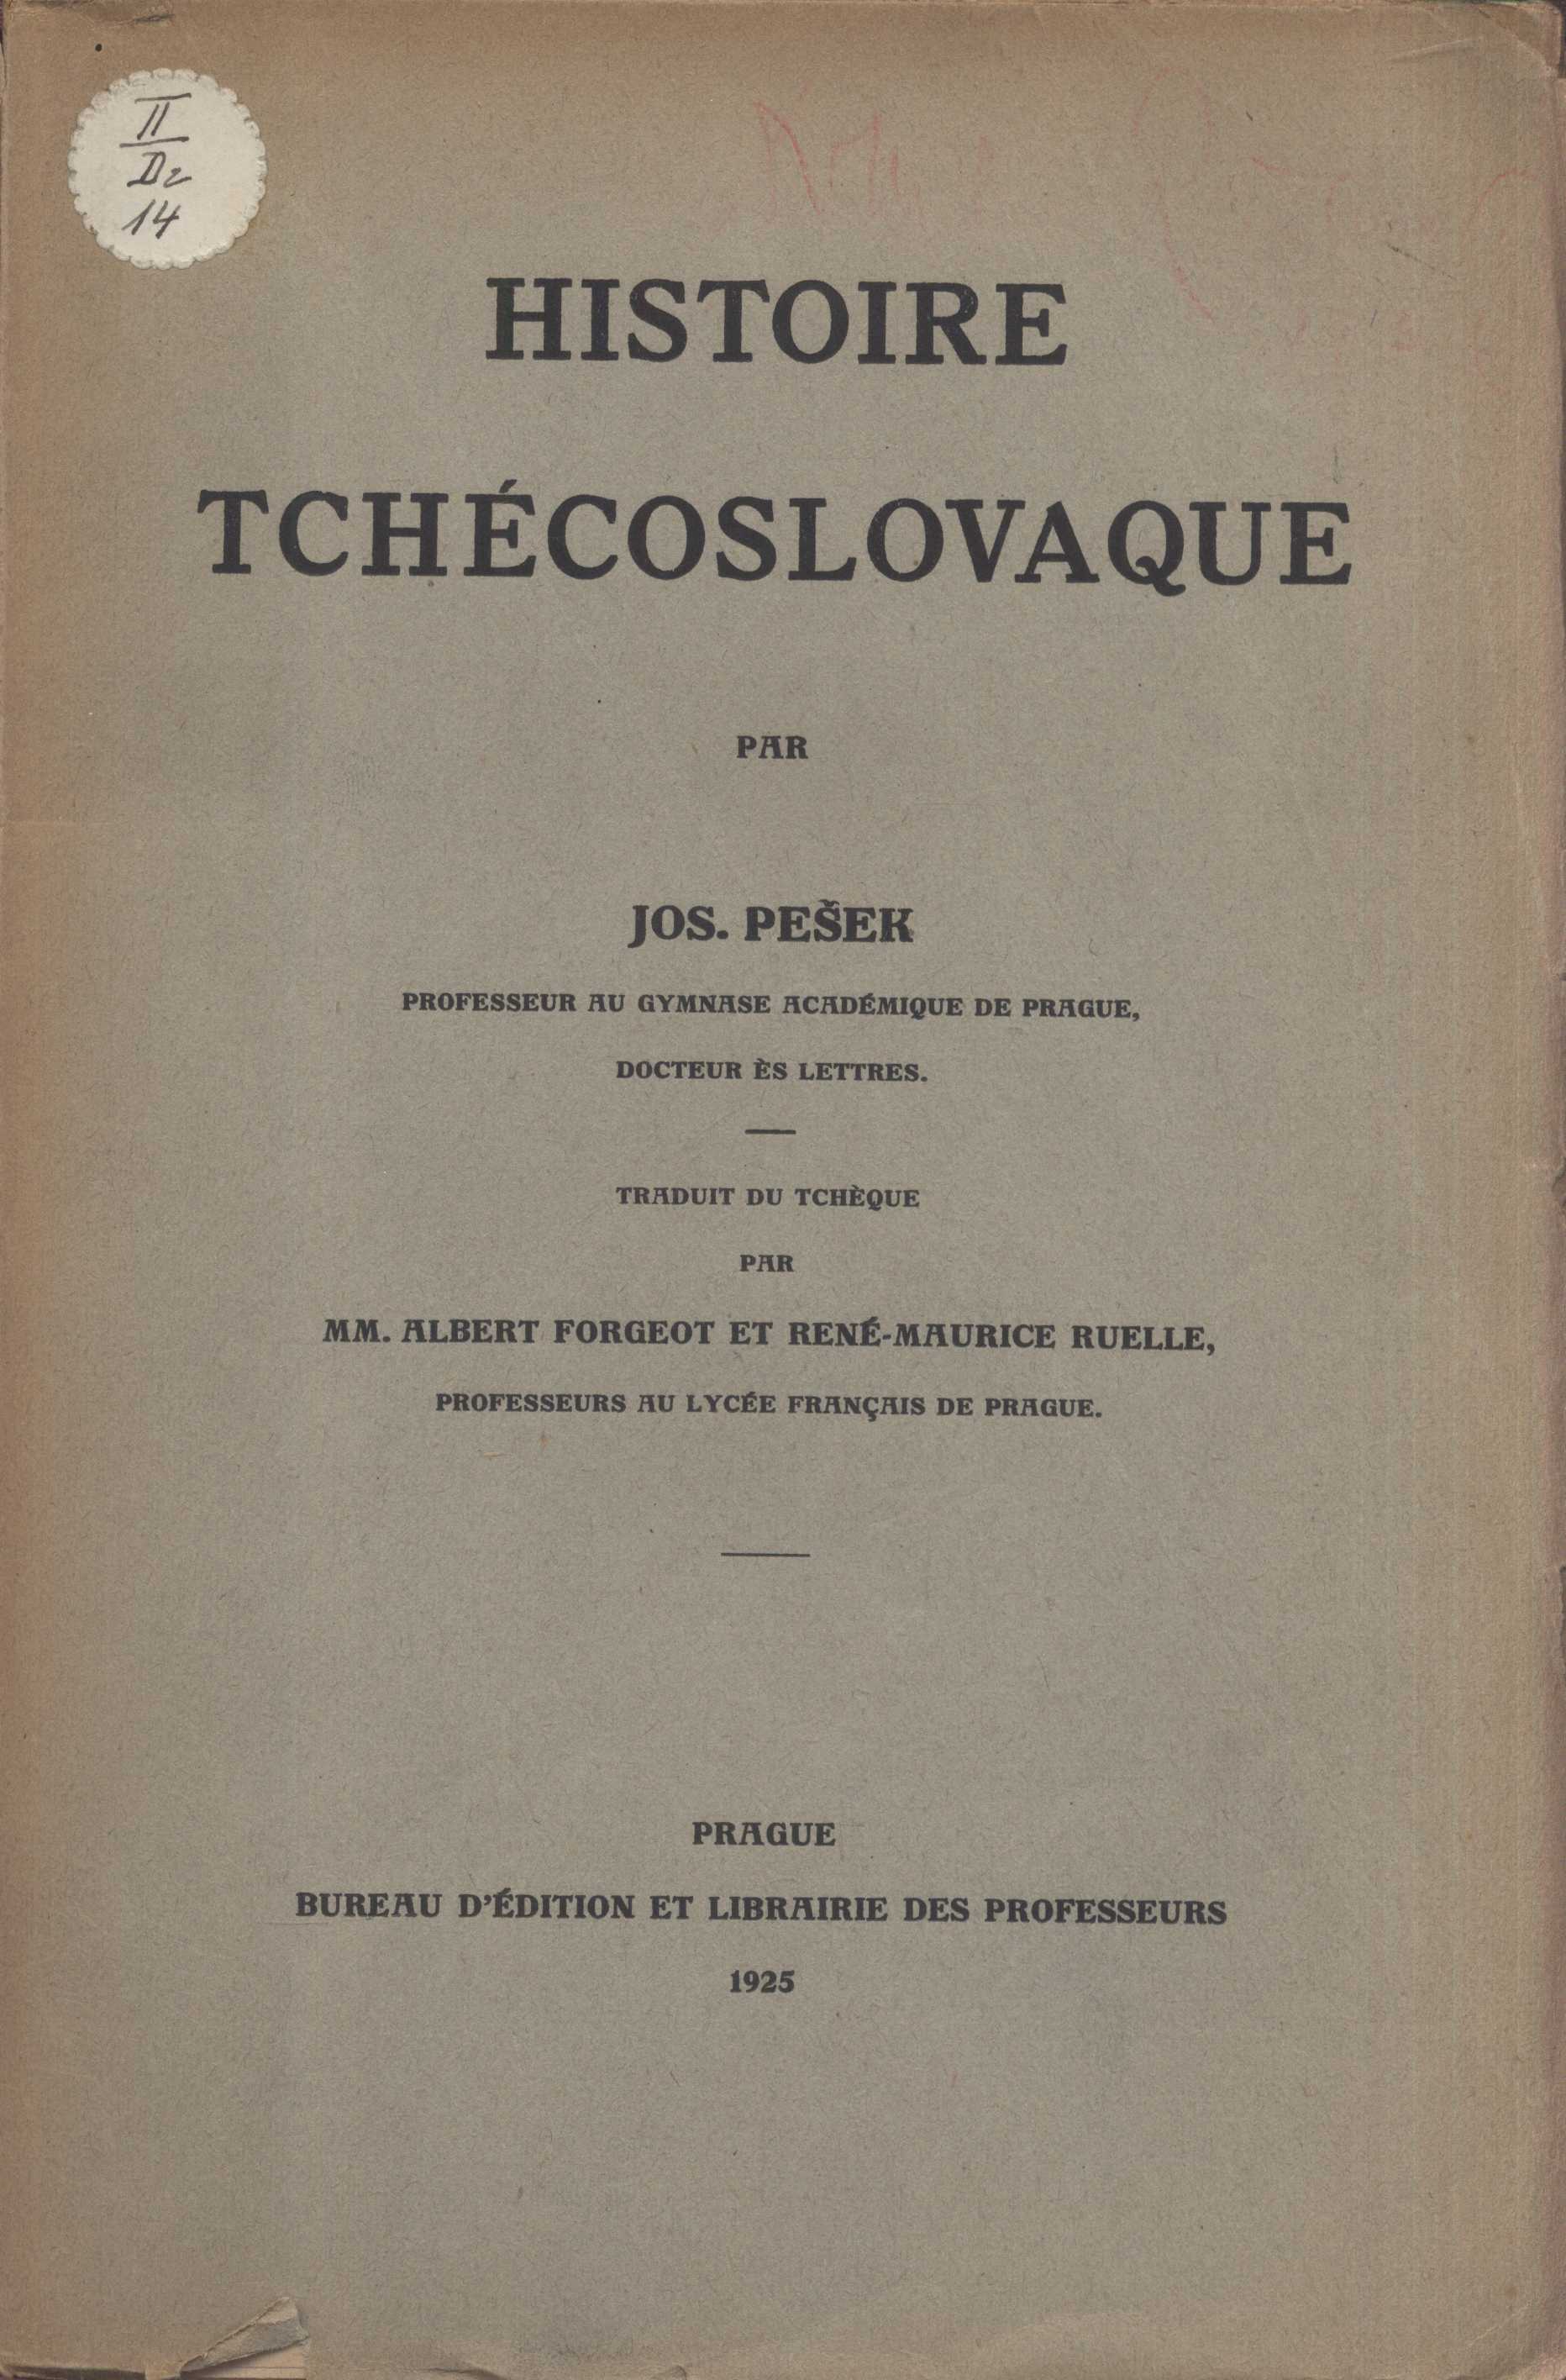 II
Dz
14
HISTOIRE
TCHÉCOSLOVAQUE
PAR
JOS. PEŠEK
PROFESSEUR AU GYMNASE ACADÉMIQUE DE PRAGUE,
DOCTEUR ÈS LETTRES.
TRADUIT DU TCHÈQUE
PAR
MM. ALBERT FORGEOT ET RENÉ-MAURICE RUELLE,
PROFESSEURS AU LYCÉE FRANÇAIS DE PRAGUE.
PRAGUE
BUREAU D'ÉDITION ET LIBRAIRIE DES PROFESSEURS
1925